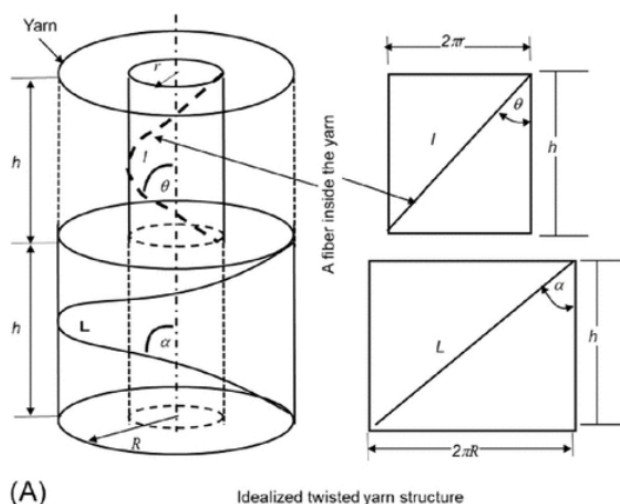 Yarn
r
h
l
θ
A fiber inside the yarn
2πr
θ
l
h
h
L
α
R
α
L
h
2πR
(A)
Idealized twisted yarn structure